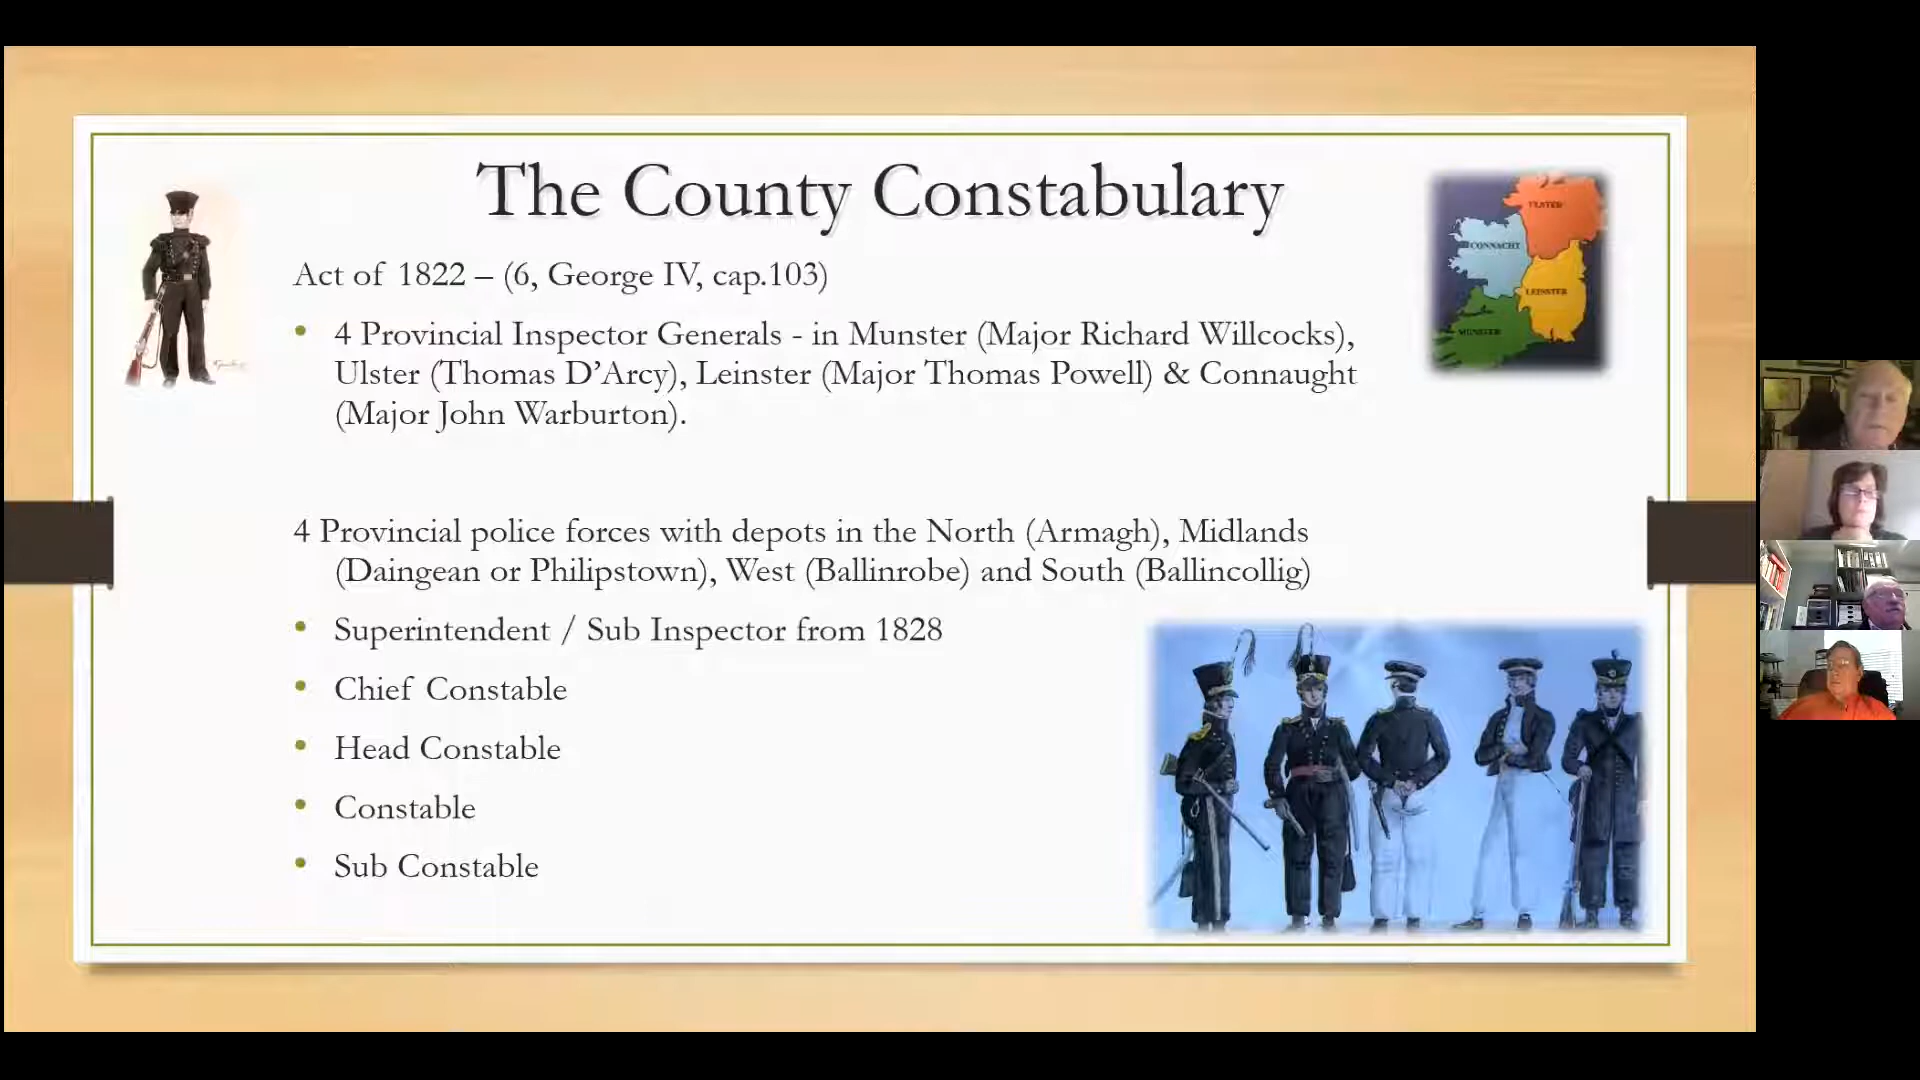 The County Constabulary
Act of 1822 – (6, George IV, cap.103)
• 4 Provincial Inspector Generals - in Munster (Major Richard Willcocks),
Ulster (Thomas D’Arcy), Leinster (Major Thomas Powell) & Connaught
(Major John Warburton).
ULSTER
CONNACHT
LEINSTER
MUNSTER
4 Provincial police forces with depots in the North (Armagh), Midlands
(Daingean or Philipstown), West (Ballinrobe) and South (Ballincollig)
• Superintendent / Sub Inspector from 1828
• Chief Constable
• Head Constable
• Constable
• Sub Constable